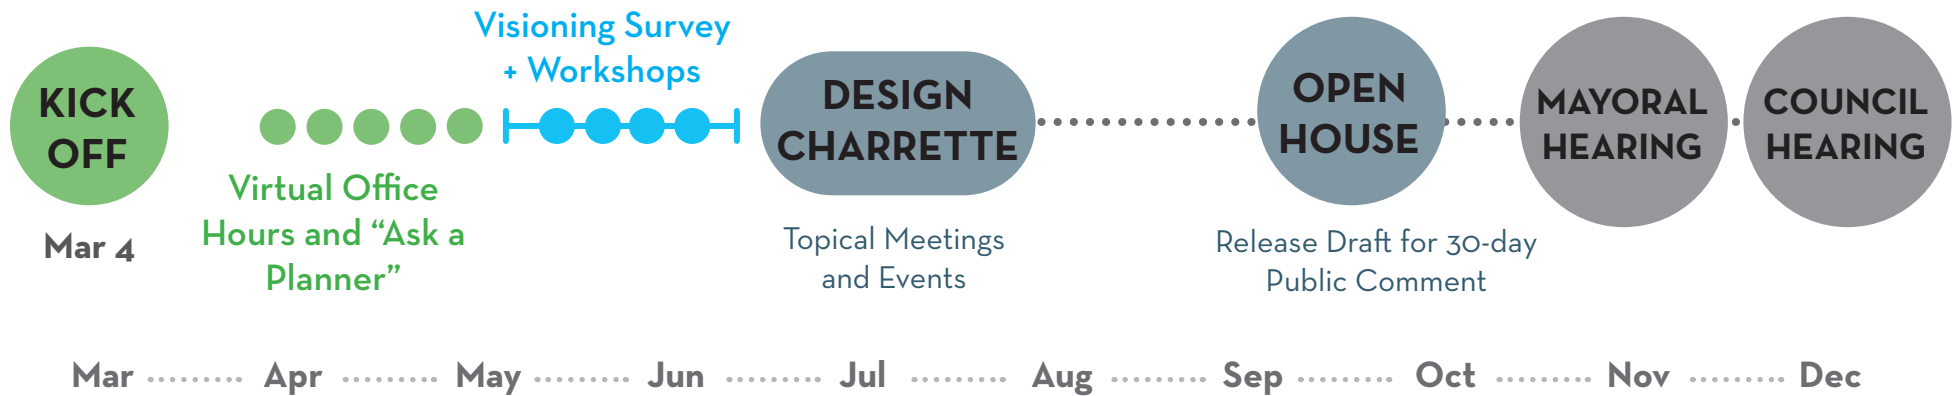 KICK
OFF
Mar 4
Virtual Office
Hours and “Ask a
Planner”
Visioning Survey
+ Workshops
DESIGN
CHARRETTE
Topical Meetings
and Events
OPEN
HOUSE
Release Draft for 30-day
Public Comment
MAYORAL
HEARING
COUNCIL
HEARING
Mar Apr May Jun Jul Aug Sep Oct Nov Dec